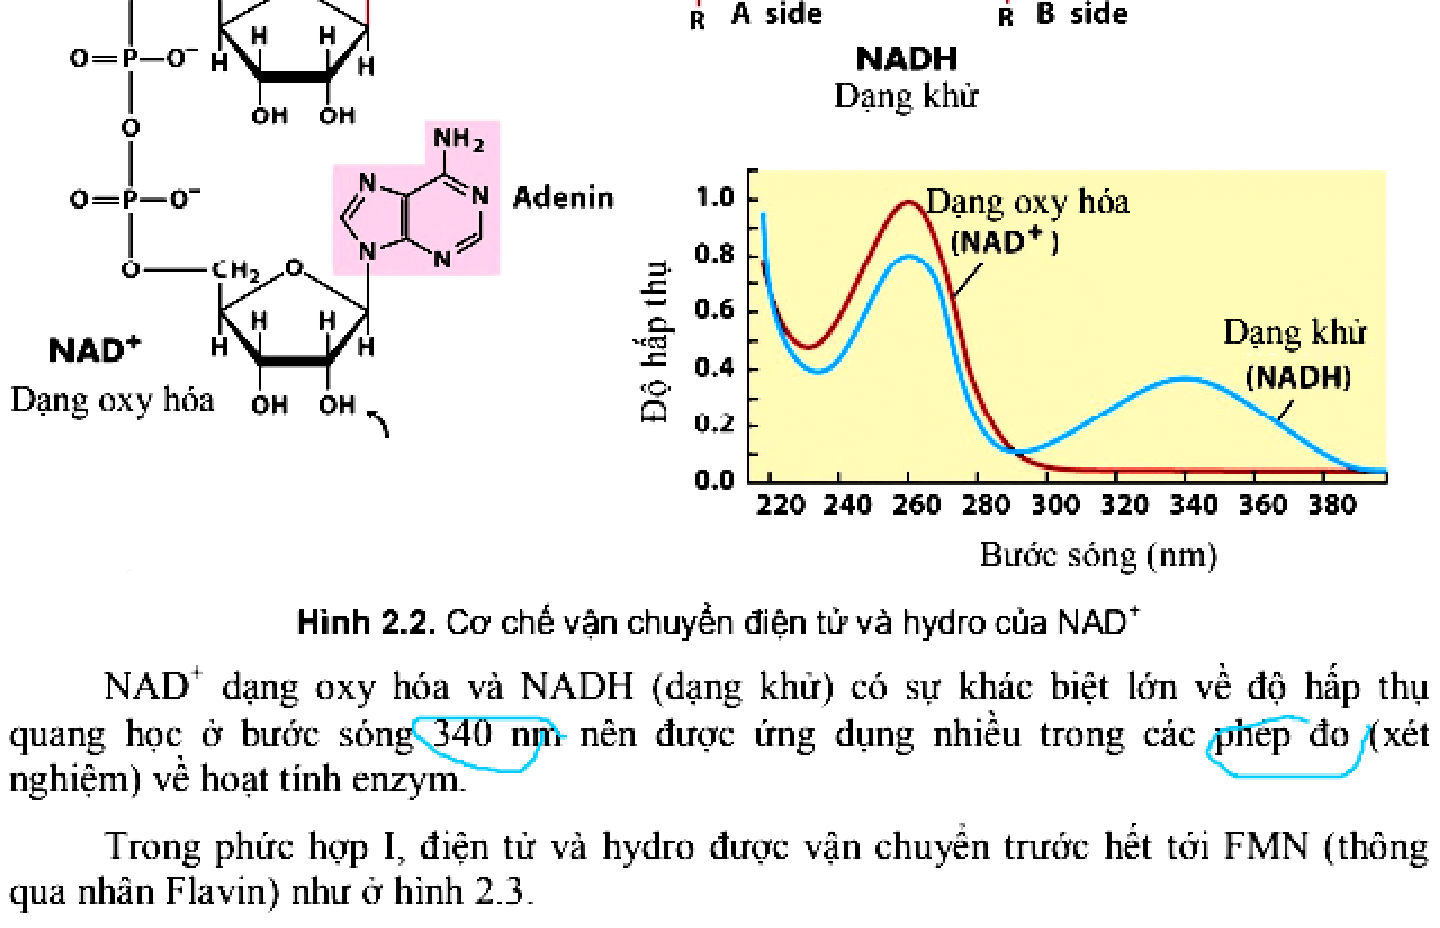 R A side
R B side
NADH
Dạng khử
H H
O=P—O⁻ H H
OH OH
O
NH₂
N N
O=P—O⁻
Adenin
N N
O CH₂ O
H H
NAD⁺ H H
Dạng oxy hóa OH OH
1.0
0.8
0.6
0.4
0.2
0.0
Độ hấp thụ
Dạng oxy hóa
(NAD⁺)
Dạng khử
(NADH)
220 240 260 280 300 320 340 360 380
Bước sóng (nm)
Hình 2.2. Cơ chế vận chuyển điện tử và hydro của NAD⁺
NAD⁺ dạng oxy hóa và NADH (dạng khử) có sự khác biệt lớn về độ hấp thụ
quang học ở bước sóng 340 nm nên được ứng dụng nhiều trong các phép đo (xét
nghiệm) về hoạt tính enzym.
Trong phức hợp I, điện tử và hydro được vận chuyển trước hết tới FMN (thông
qua nhân Flavin) như ở hình 2.3.